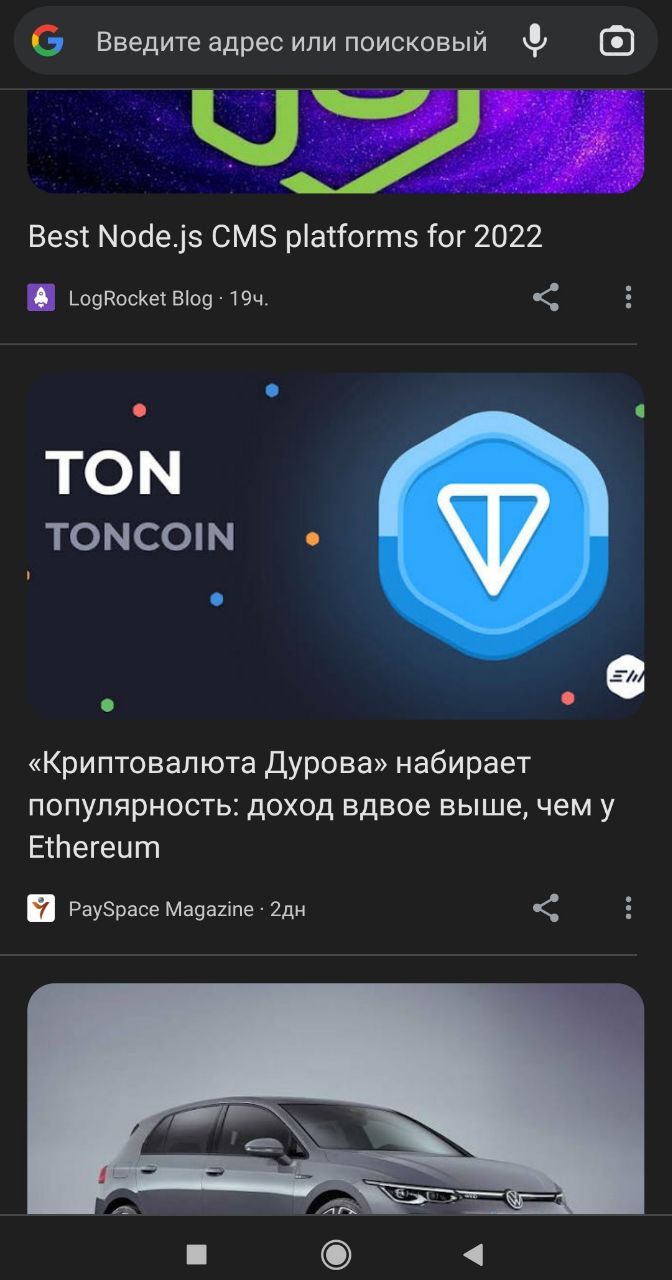 Введите адрес или поисковый
Best Node.js CMS platforms for 2022
LogRocket Blog · 19ч.
TON
TONCOIN
«Криптовалюта Дурова» набирает
популярность: доход вдвое выше, чем у
Ethereum
PaySpace Magazine · 2дн